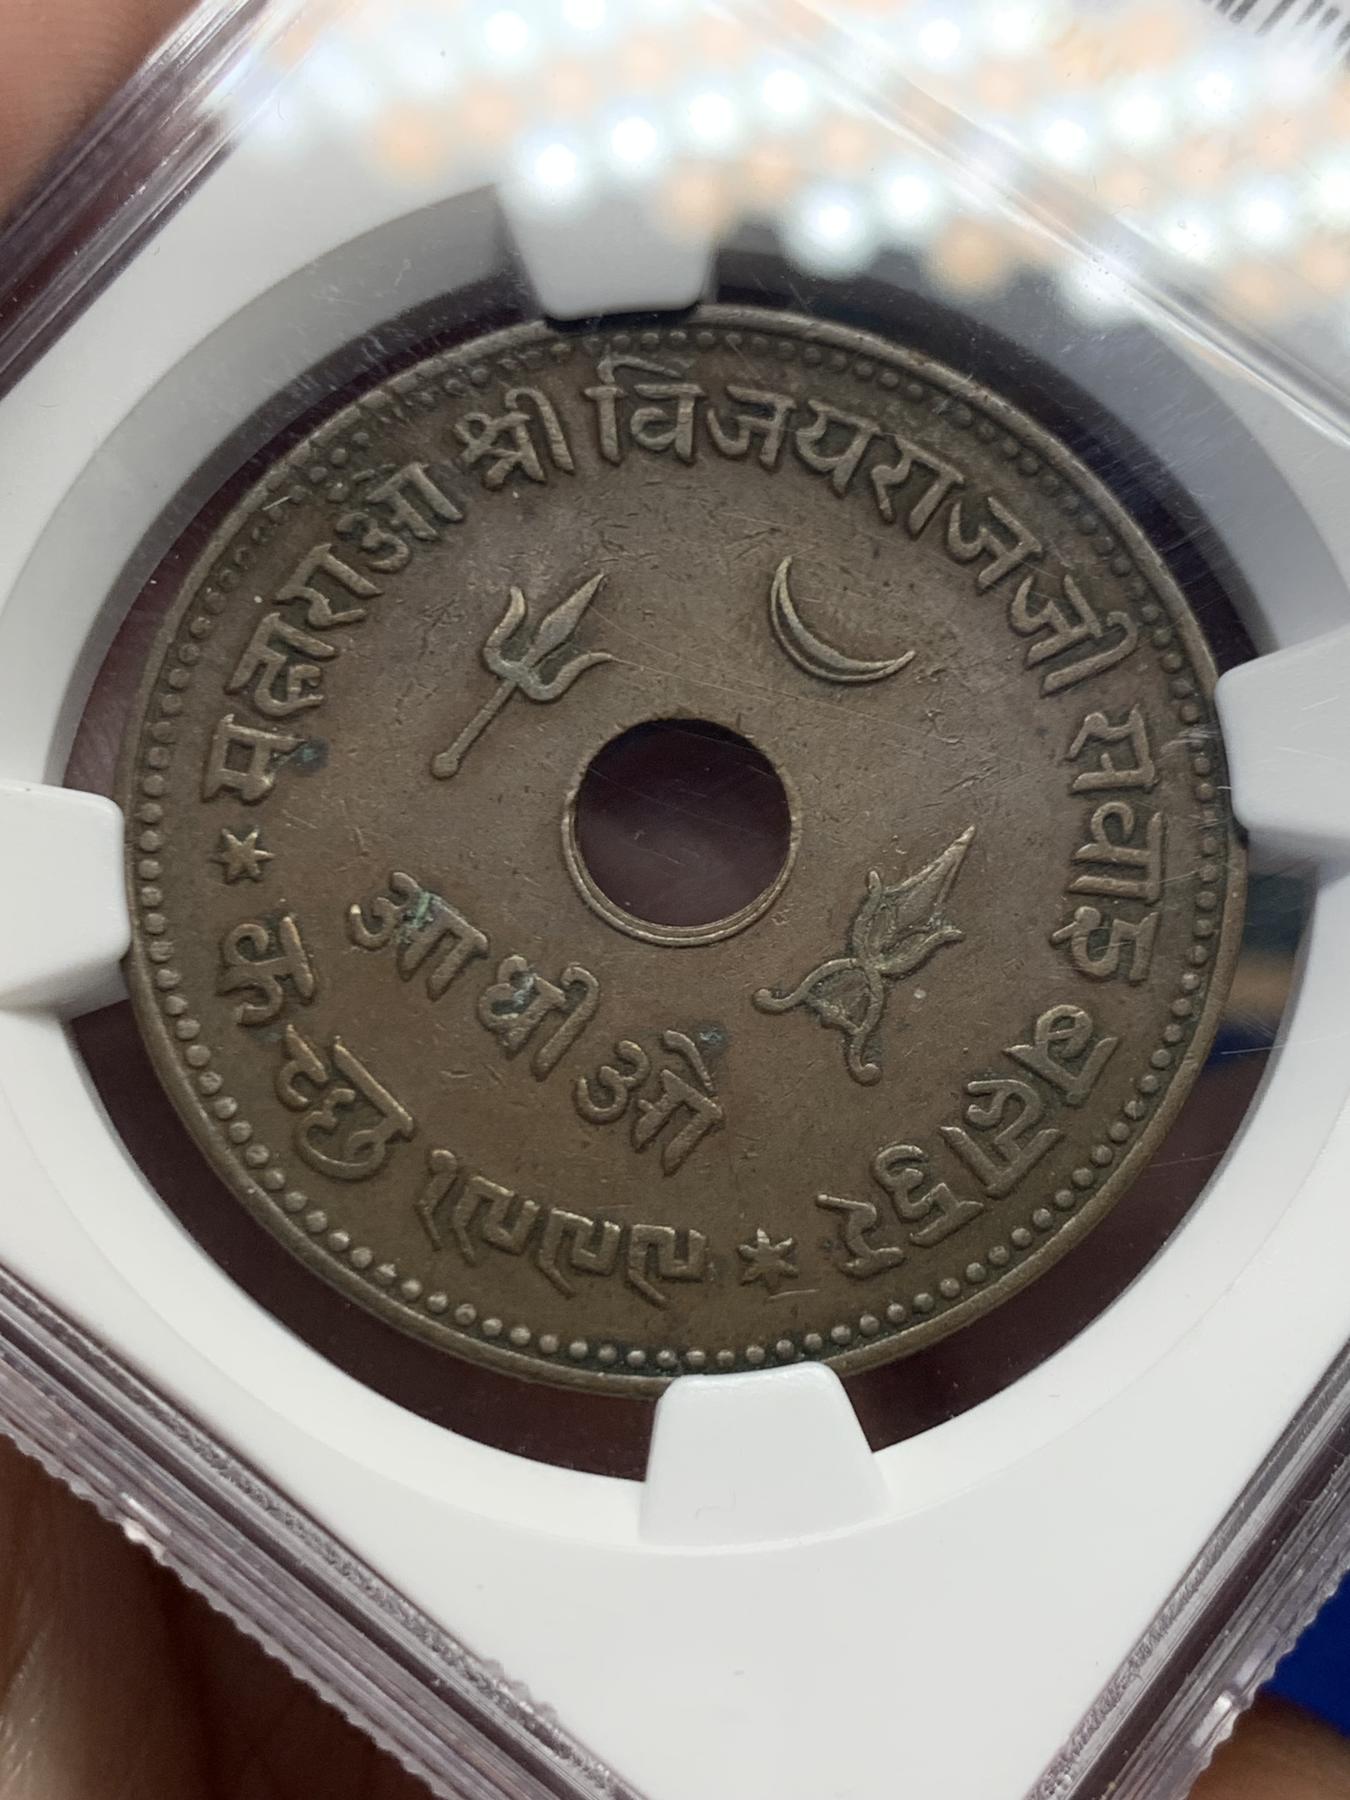 महाराओ श्री विजयराजजी सवाइ बहादुर
आधीओ
कच्छ १९९९